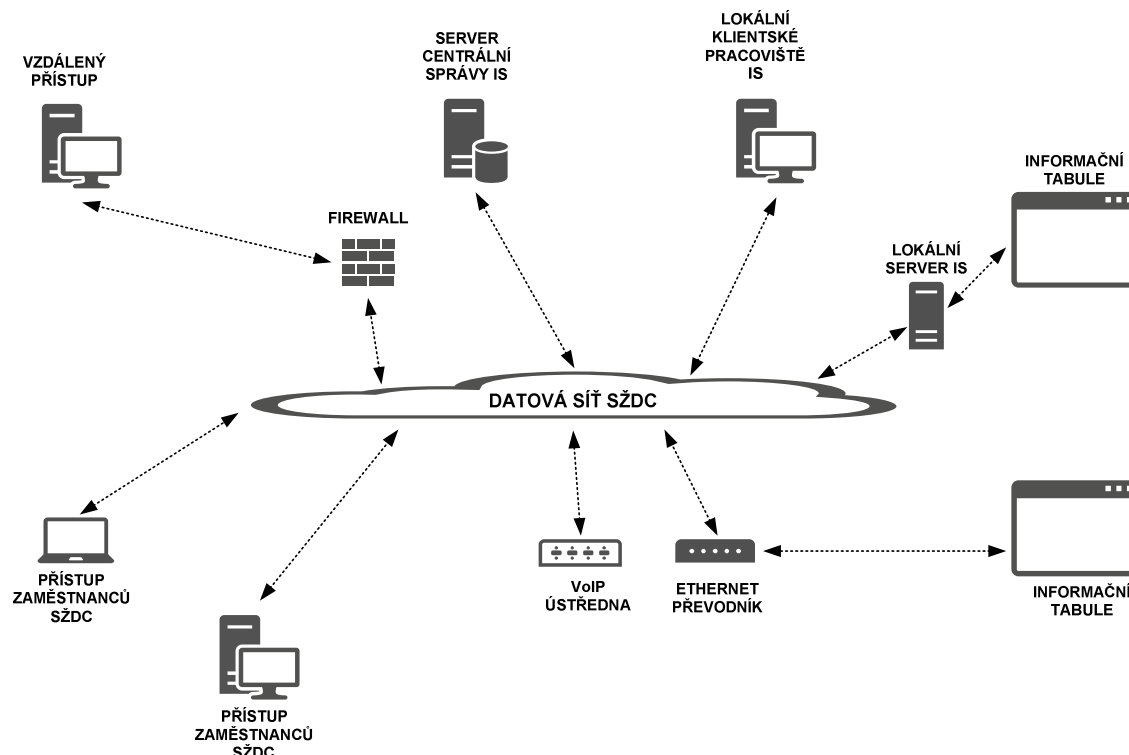 VZDÁLENÝ
PŘÍSTUP
SERVER
CENTRÁLNÍ
SPRÁVY IS
LOKÁLNÍ
KLIENTSKÉ
PRACOVIŠTĚ
IS
INFORMAČNÍ
TABULE
FIREWALL
LOKÁLNÍ
SERVER IS
DATOVÁ SÍŤ SŽDC
PŘÍSTUP
ZAMĚSTNANCŮ
SŽDC
VoIP
ÚSTŘEDNA
ETHERNET
PŘEVODNÍK
INFORMAČNÍ
TABULE
PŘÍSTUP
ZAMĚSTNANCŮ
SŽDC